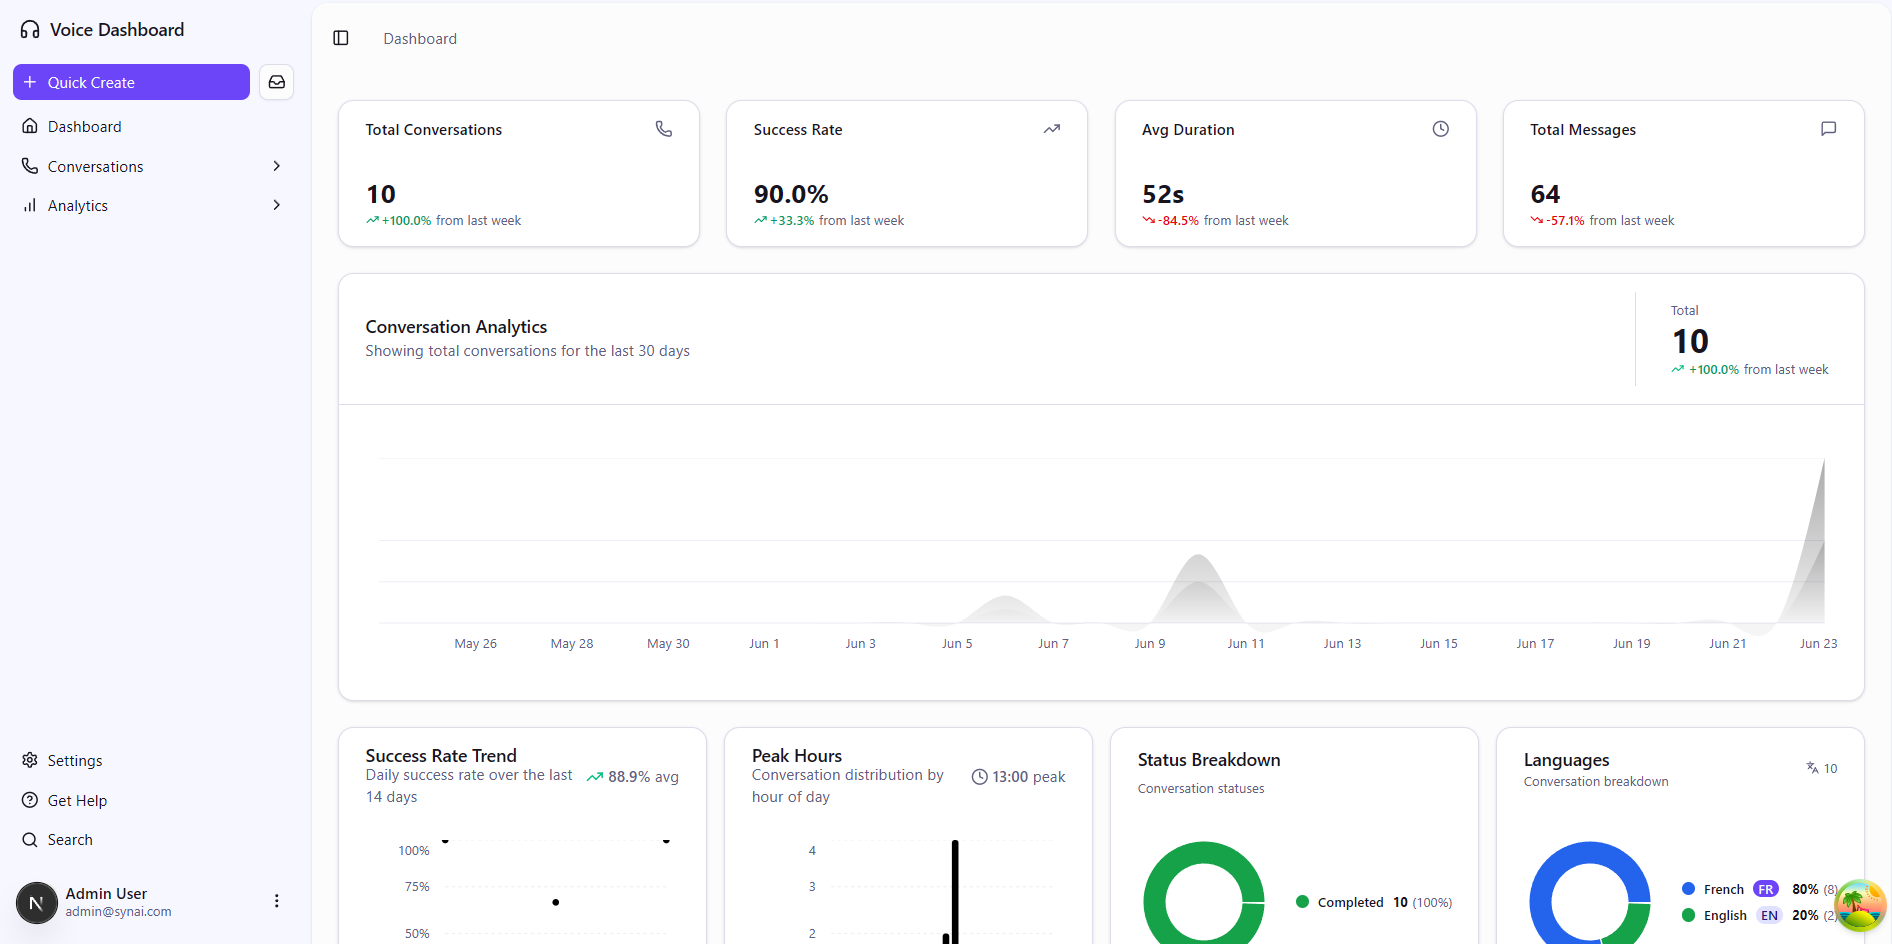 Voice Dashboard
Quick Create
Dashboard
Conversations
Analytics
Settings
Get Help
Search
N
Admin User
admin@synai.com
Dashboard
Total Conversations
10
+100.0% from last week
Success Rate
90.0%
+33.3% from last week
Avg Duration
52s
-84.5% from last week
Total Messages
64
-57.1% from last week
Conversation Analytics
Showing total conversations for the last 30 days
Total
10
+100.0% from last week
May 26 May 28 May 30 Jun 1 Jun 3 Jun 5 Jun 7 Jun 9 Jun 11 Jun 13 Jun 15 Jun 17 Jun 19 Jun 21 Jun 23
Success Rate Trend
Daily success rate over the last
14 days
88.9% avg
100%
75%
50%
Peak Hours
Conversation distribution by
hour of day
13:00 peak
4
3
2
Status Breakdown
Conversation statuses
Completed 10 (100%)
Languages
Conversation breakdown
10
French FR 80% (8)
English EN 20% (2)